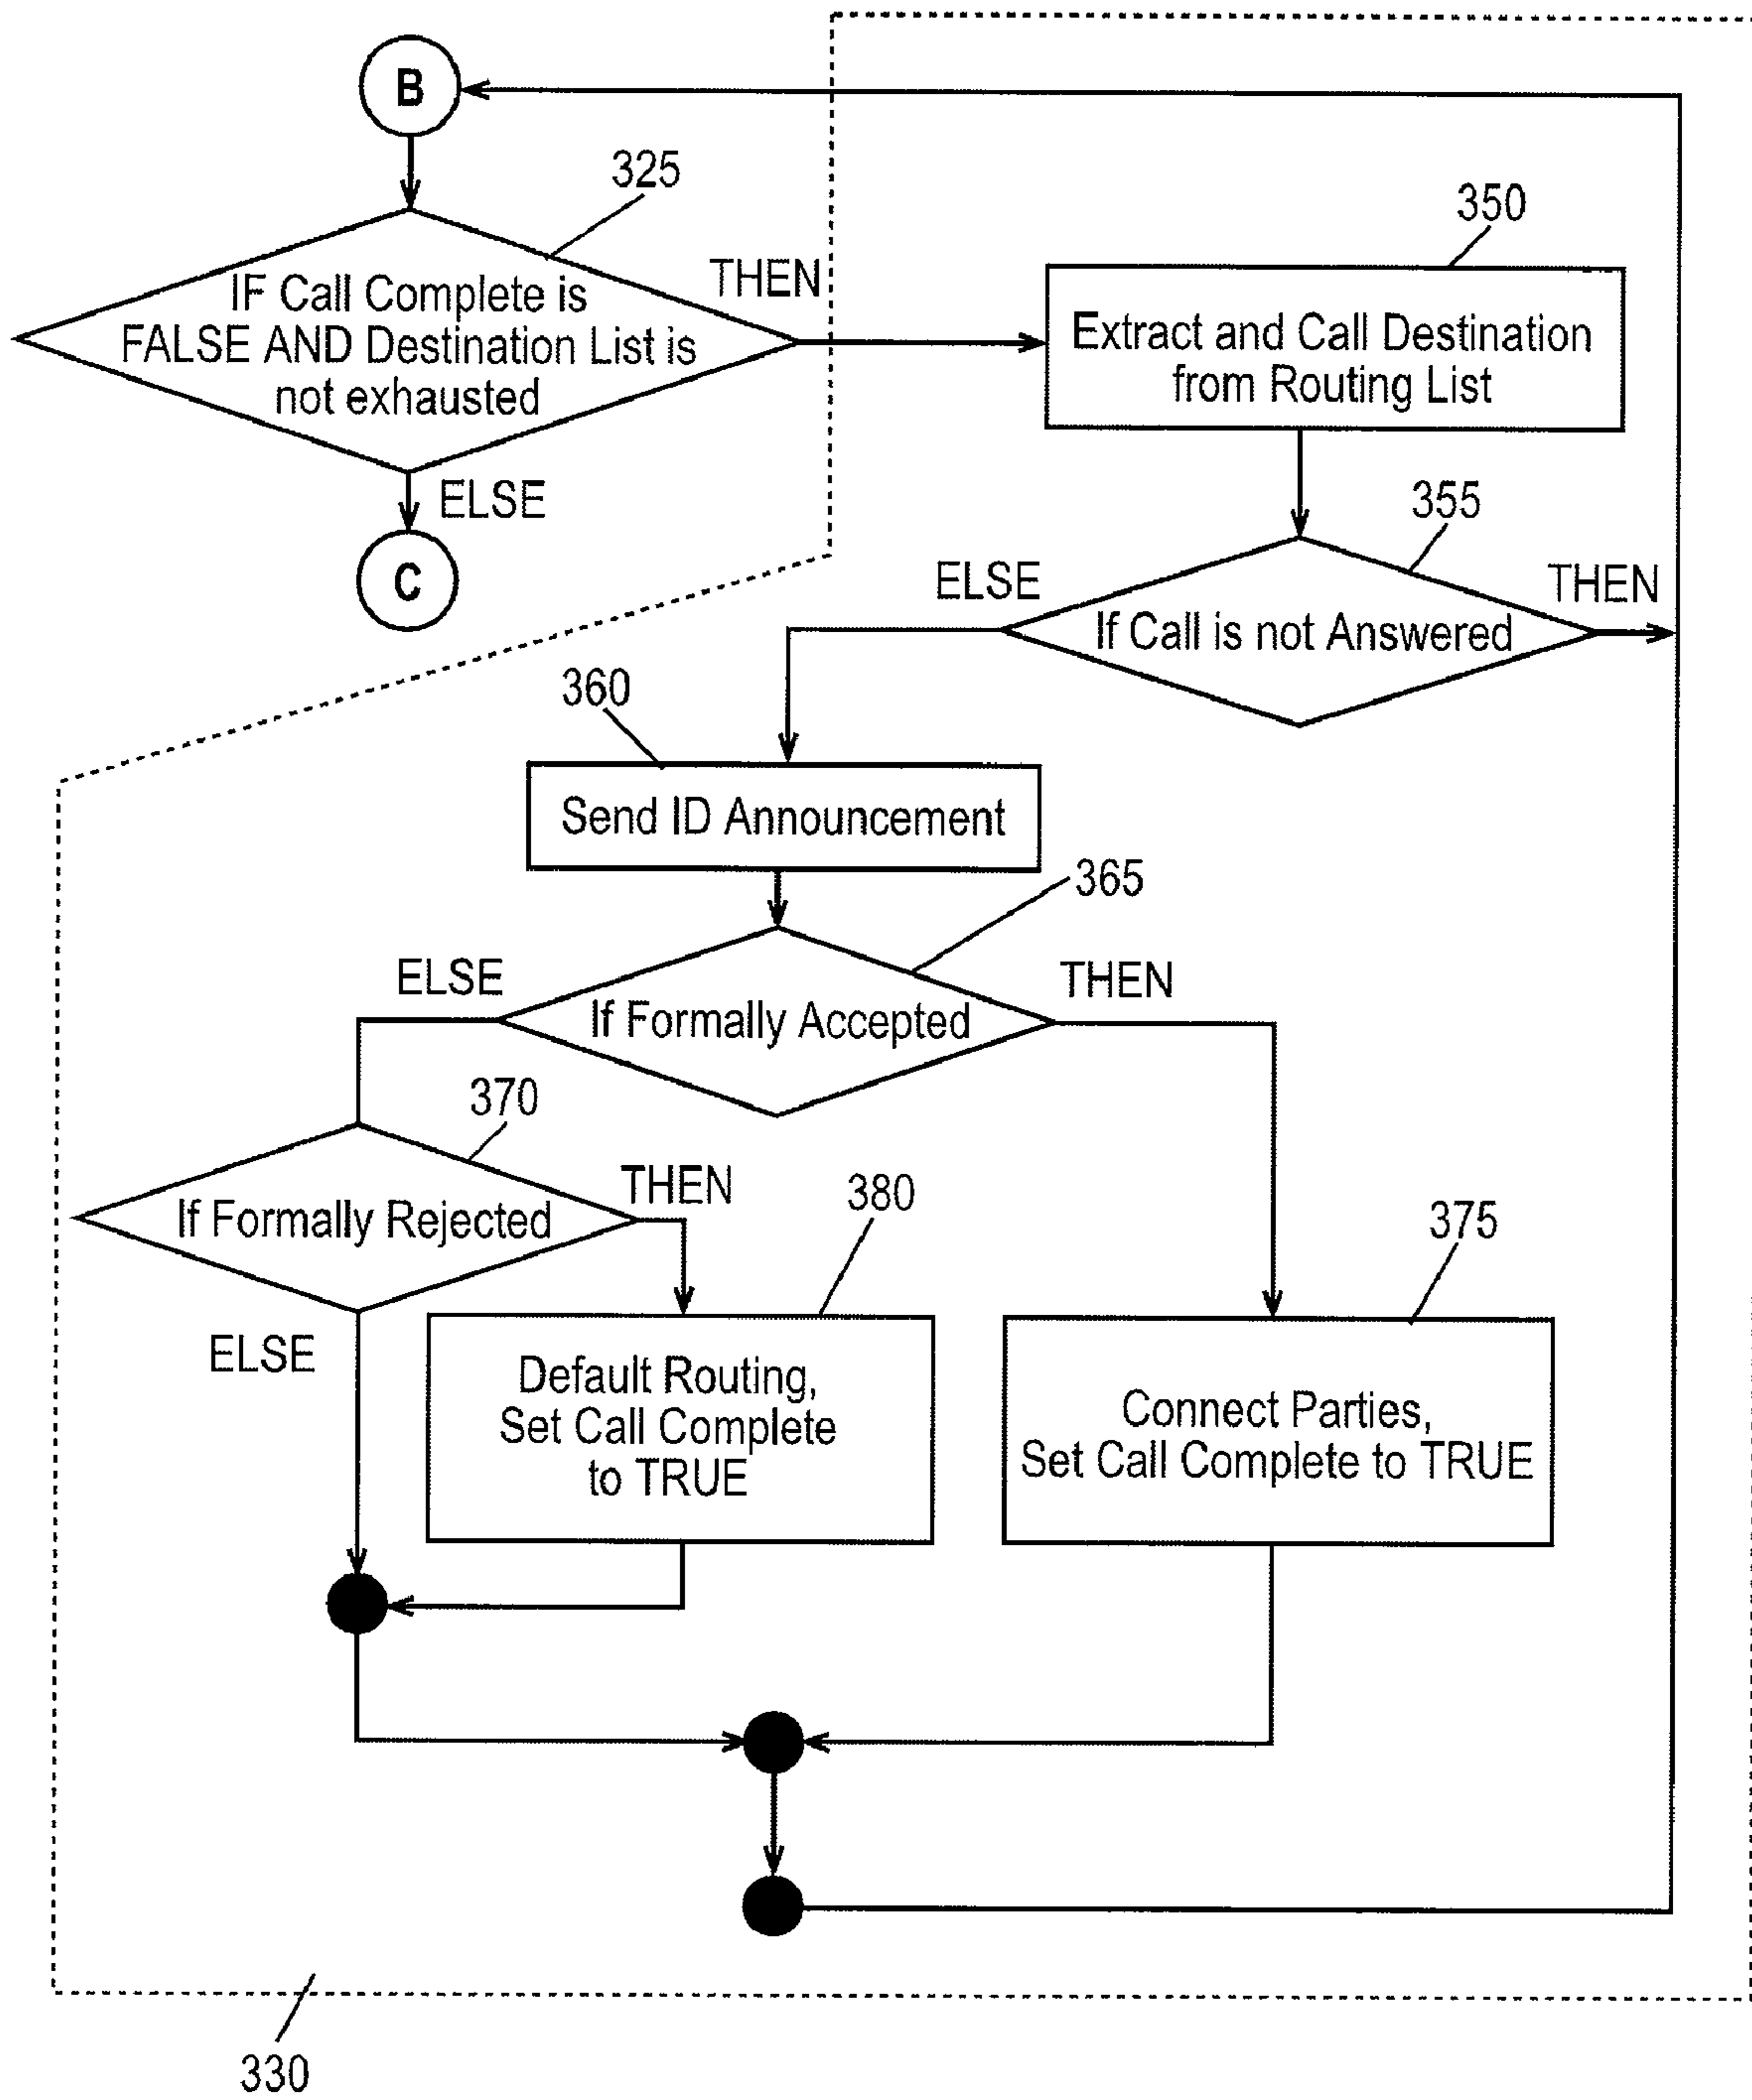 B
325
350
IF Call Complete is
FALSE AND Destination List is
not exhausted
THEN
Extract and Call Destination
from Routing List
ELSE
C
355
ELSE
THEN
If Call is not Answered
360
Send ID Announcement
365
ELSE
THEN
If Formally Accepted
370
If Formally Rejected
THEN
380
375
ELSE
Default Routing,
Set Call Complete
to TRUE
Connect Parties,
Set Call Complete to TRUE
330